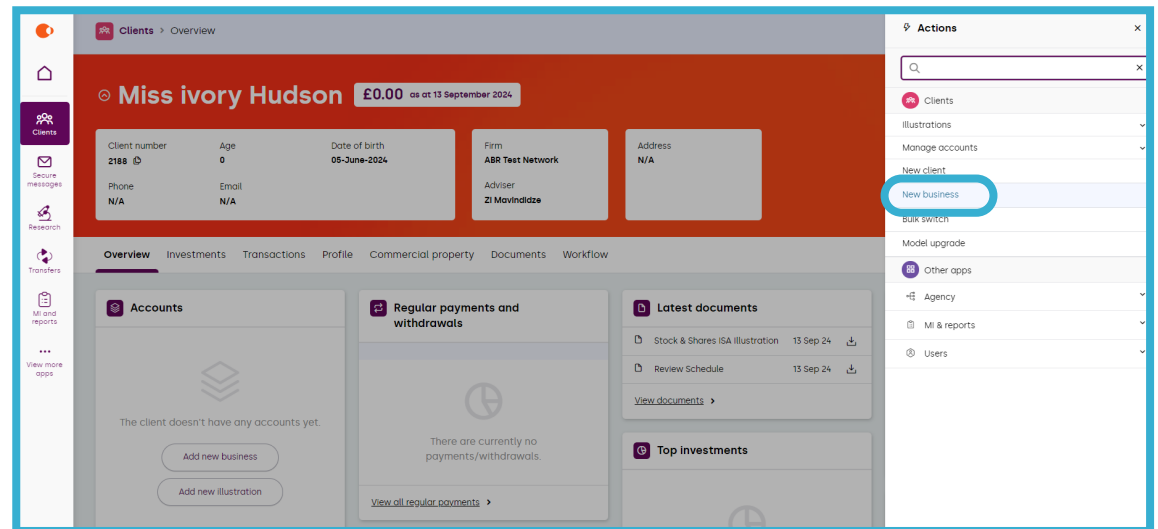 Clients > Overview
Actions
Clients
Secure
messages
Research
Transfers
MI and
reports
View more
apps
Miss ivory Hudson
£0.00 as at 13 September 2024
Client number
2188
Age
0
Date of birth
05-June-2024
Phone
N/A
Email
N/A
Firm
ABR Test Network
Adviser
Zi Mavindidze
Address
N/A
Overview Investments Transactions Profile Commercial property Documents Workflow
Accounts
The client doesn't have any accounts yet.
Add new business
Add new illustration
Regular payments and
withdrawals
There are currently no
payments/withdrawals.
View all regular payments >
Latest documents
Stock & Shares ISA Illustration 13 Sep 24
Review Schedule 13 Sep 24
View documents >
Top investments
Clients
Illustrations
Manage accounts
New client
New business
Bulk switch
Model upgrade
Other apps
Agency
MI & reports
Users